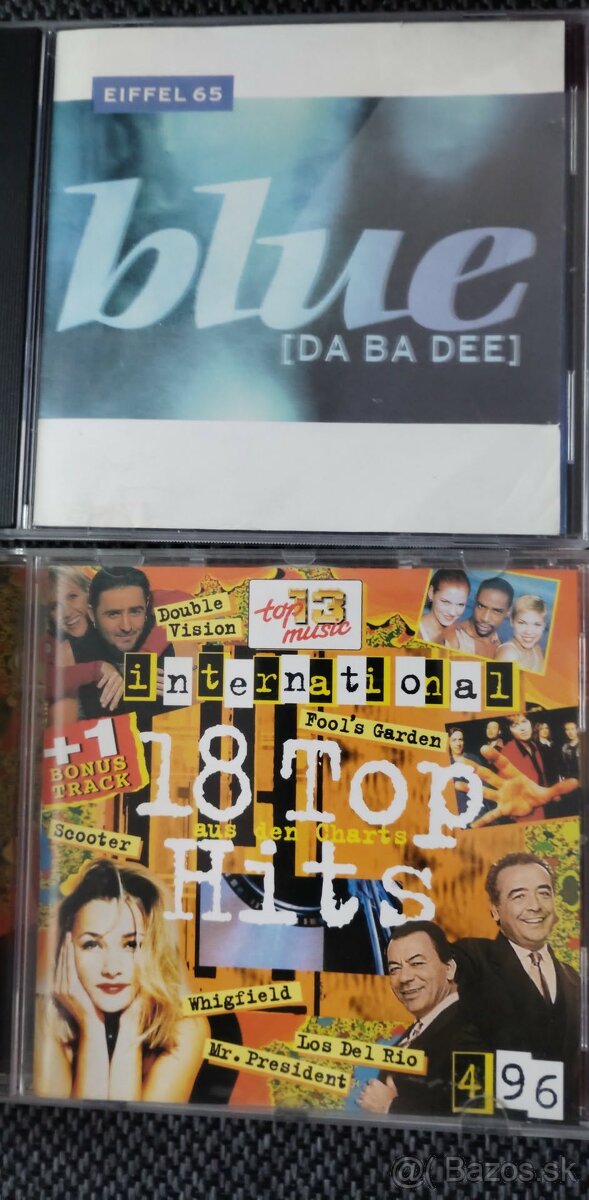 EIFFEL 65
blue
[DA BA DEE]
Double
Vision
top 13
music
international
Fool's Garden
+1
BONUS
TRACK
18 Top
aus den Charts
Hits
Scooter
Whigfield
Los Del Rio
Mr. President
4 96
@( Bazos.sk